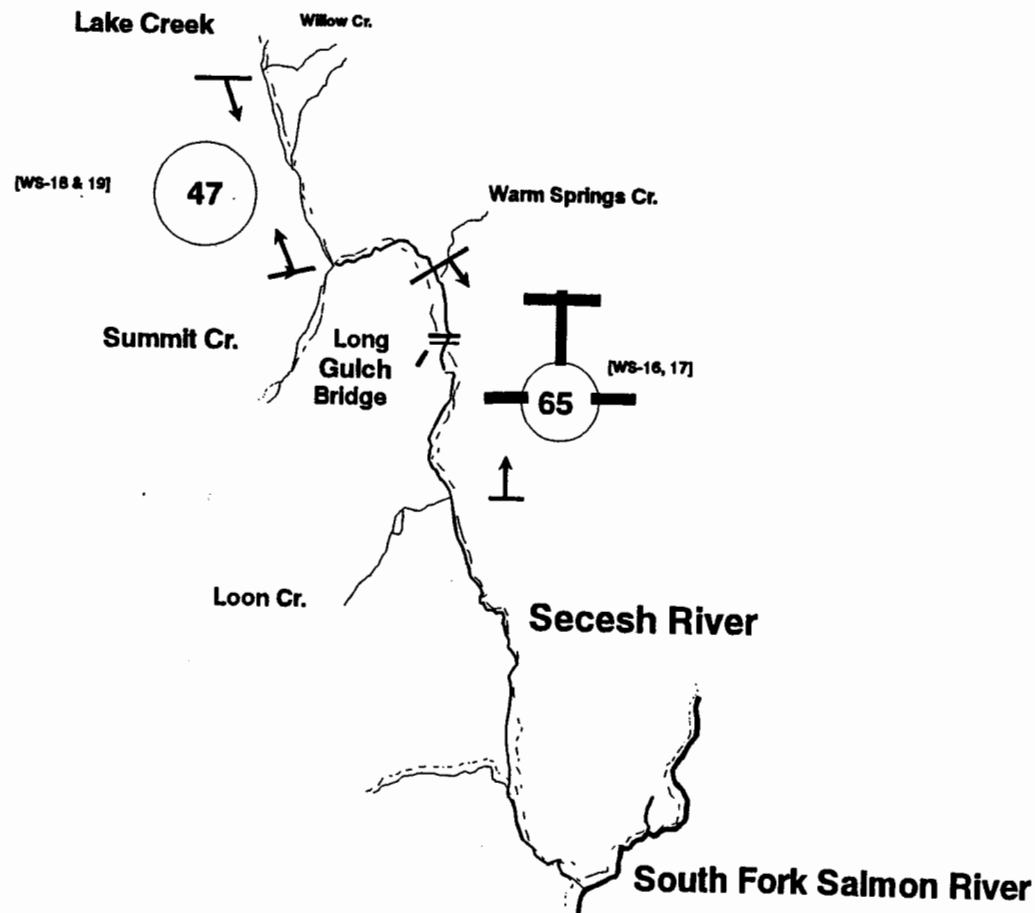 Lake Creek
Willow Cr.
[WS-18 & 19]
47
Warm Springs Cr.
Summit Cr.
Long
Gulch
Bridge
[WS-16, 17]
65
Loon Cr.
Secesh River
South Fork Salmon River